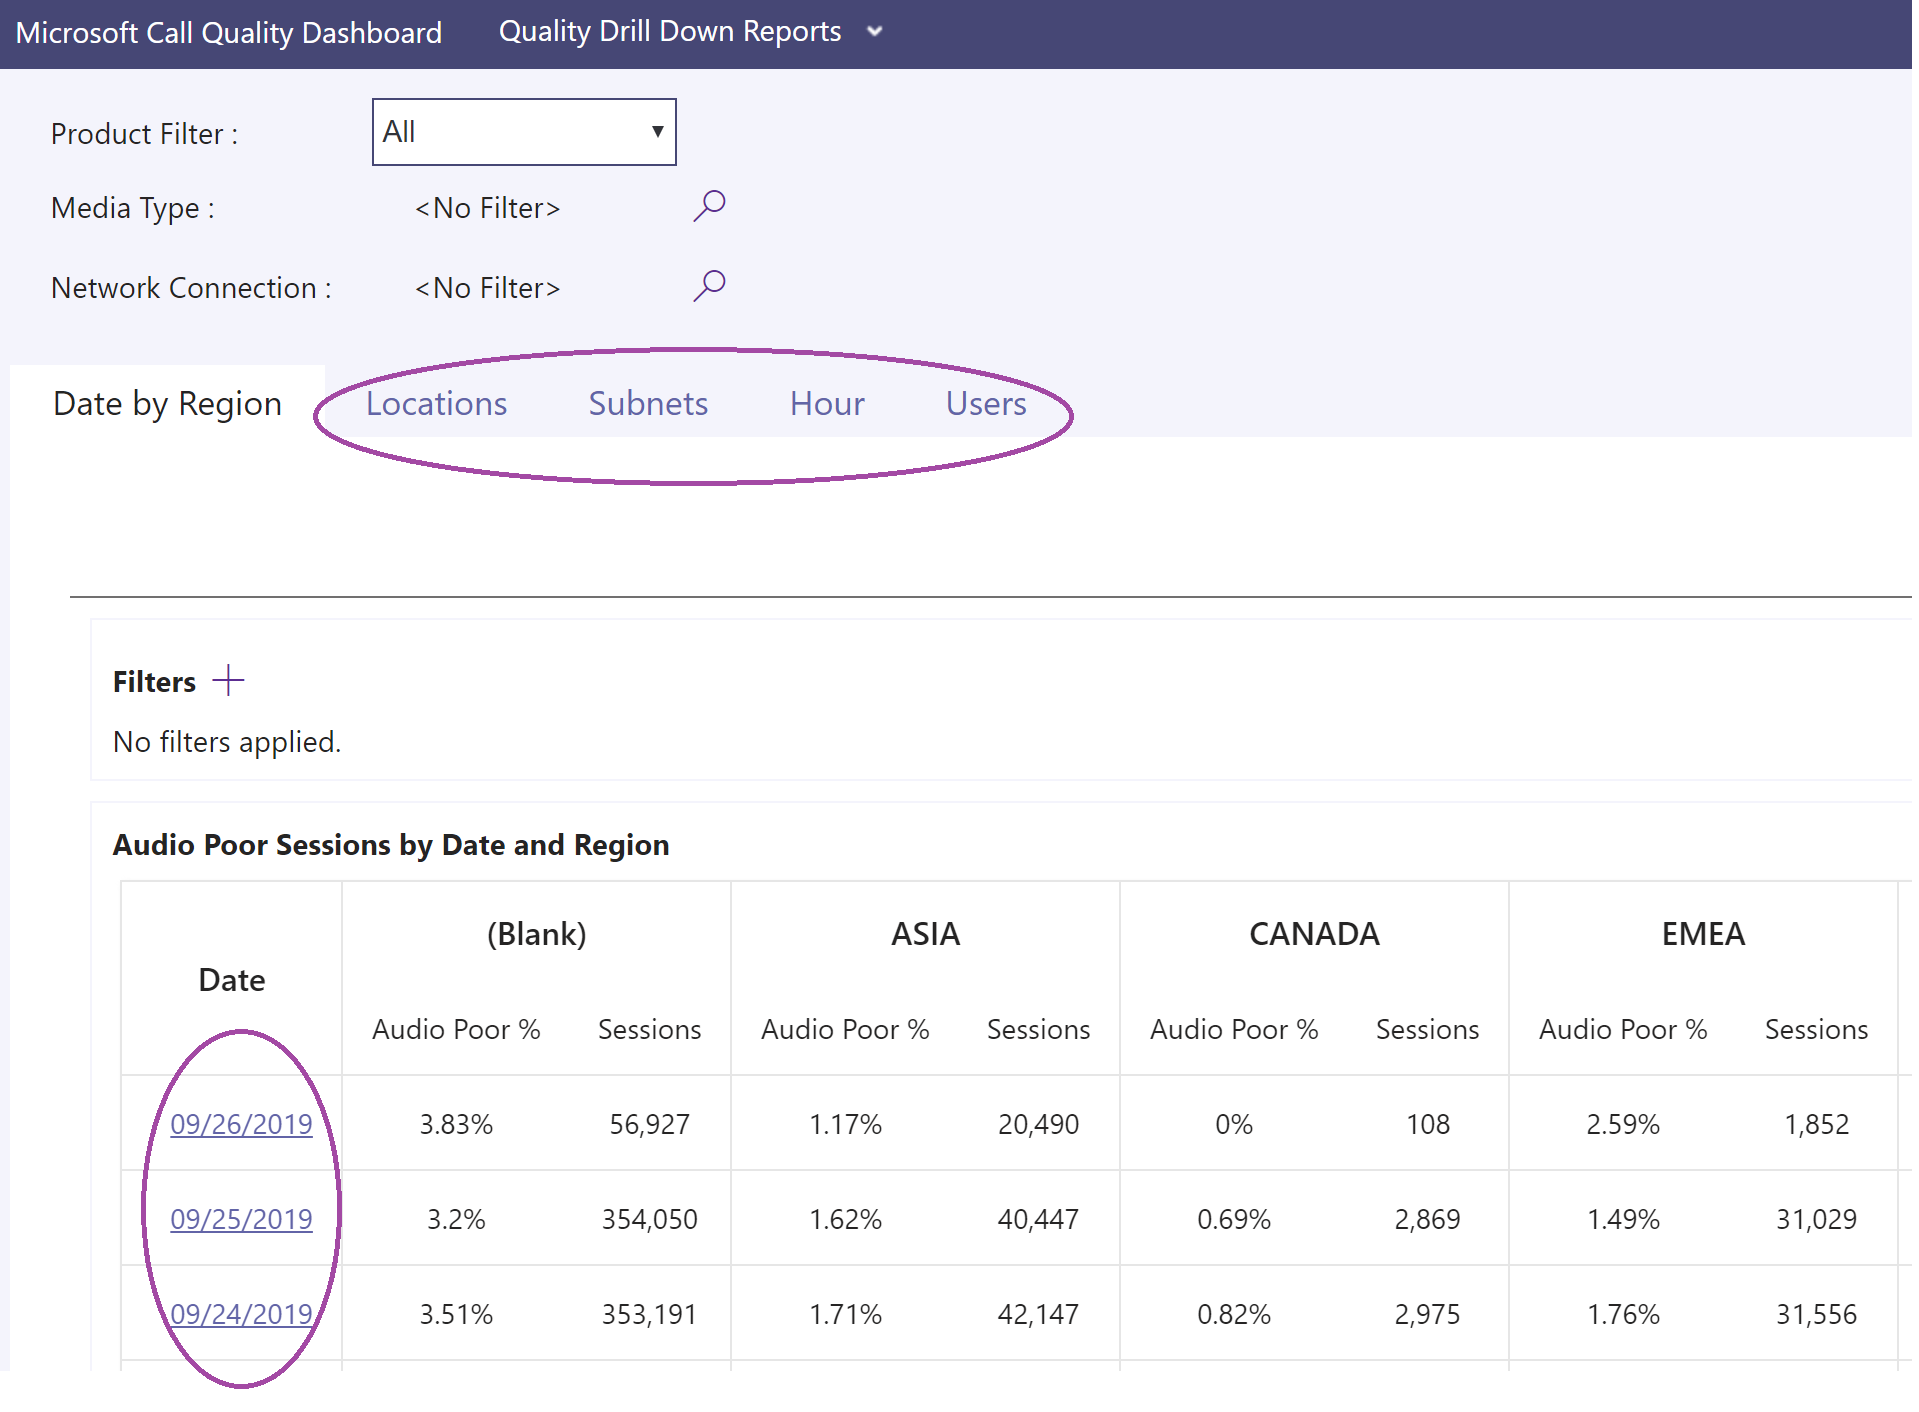 Microsoft Call Quality Dashboard Quality Drill Down Reports
Product Filter : All
Media Type : <No Filter>
Network Connection : <No Filter>
Date by Region Locations Subnets Hour Users
Filters
No filters applied.
Audio Poor Sessions by Date and Region
(Blank) ASIA CANADA EMEA
Date
Audio Poor % Sessions Audio Poor % Sessions Audio Poor % Sessions Audio Poor % Sessions
09/26/2019 3.83% 56,927 1.17% 20,490 0% 108 2.59% 1,852
09/25/2019 3.2% 354,050 1.62% 40,447 0.69% 2,869 1.49% 31,029
09/24/2019 3.51% 353,191 1.71% 42,147 0.82% 2,975 1.76% 31,556